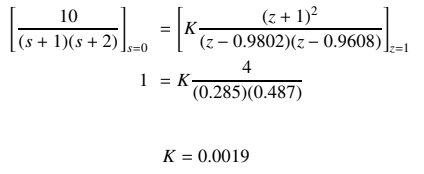 [10 / ((s + 1)(s + 2))]_{s=0} = [K (z + 1)^2 / ((z − 0.9802)(z − 0.9608))]_{z=1}
1 = K 4 / ((0.285)(0.487))
K = 0.0019